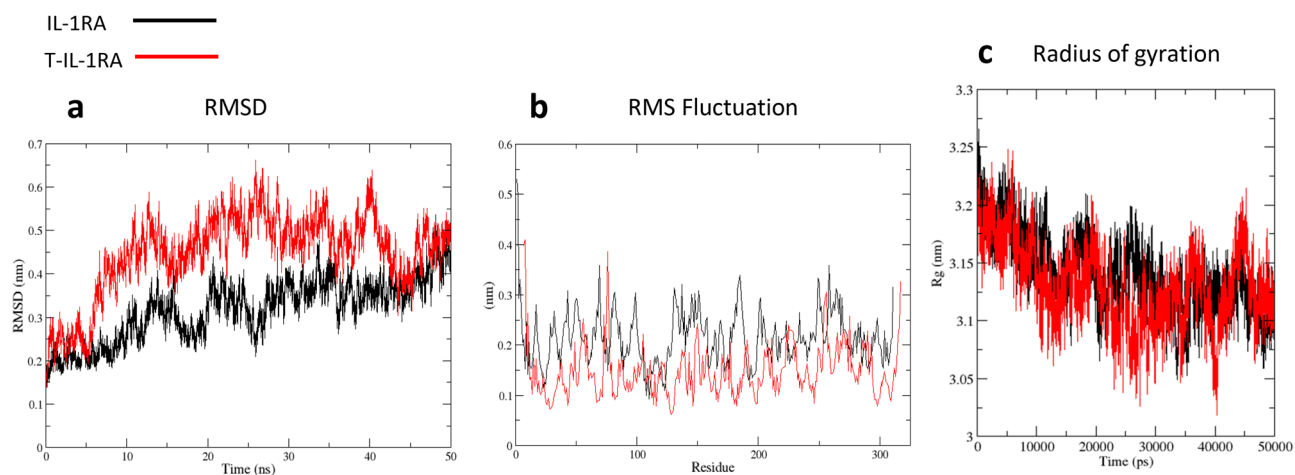 IL-1RA
T-IL-1RA
a RMSD
b RMS Fluctuation
c Radius of gyration
0.7
0.6
0.5
0.4
0.3
0.2
0.1
0
RMSD (nm)
0 10 20 30 40 50
Time (ns)
0.6
0.5
0.4
0.3
0.2
0.1
0
(nm)
0 50 100 150 200 250 300
Residue
3.3
3.25
3.2
3.15
3.1
3.05
3
Rg (nm)
0 10000 20000 30000 40000 50000
Time (ps)